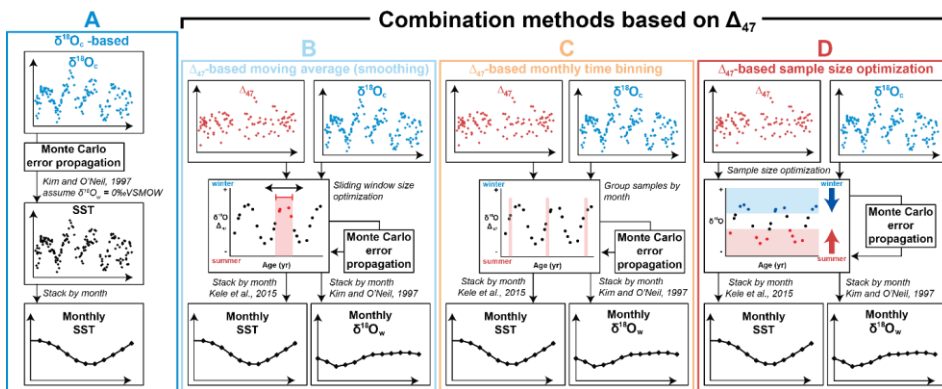 Combination methods based on Δ47
A
δ18Oc -based
δ18Oc
Monte Carlo
error propagation
Kim and O'Neil, 1997
assume δ18Ow = 0‰VSMOW
SST
Stack by month
Monthly
SST
B
Δ47-based moving average (smoothing)
Δ47
δ18Oc
Sliding window size
optimization
winter
+
δ18O
Δ47
-
summer
Age (yr)
Monte Carlo
error
propagation
Stack by month
Kele et al., 2015
Stack by month
Kim and O'Neil, 1997
Monthly
SST
Monthly
δ18Ow
C
Δ47-based monthly time binning
Δ47
δ18Oc
Group samples by
month
winter
+
δ18O
Δ47
-
summer
Age (yr)
Monte Carlo
error
propagation
Stack by month
Kele et al., 2015
Stack by month
Kim and O'Neil, 1997
Monthly
SST
Monthly
δ18Ow
D
Δ47-based sample size optimization
Δ47
δ18Oc
Sample size optimization
winter
+
δ18O
-
summer
Age (yr)
Monte Carlo
error
propagation
Stack by month
Kele et al., 2015
Stack by month
Kim and O'Neil, 1997
Monthly
SST
Monthly
δ18Ow